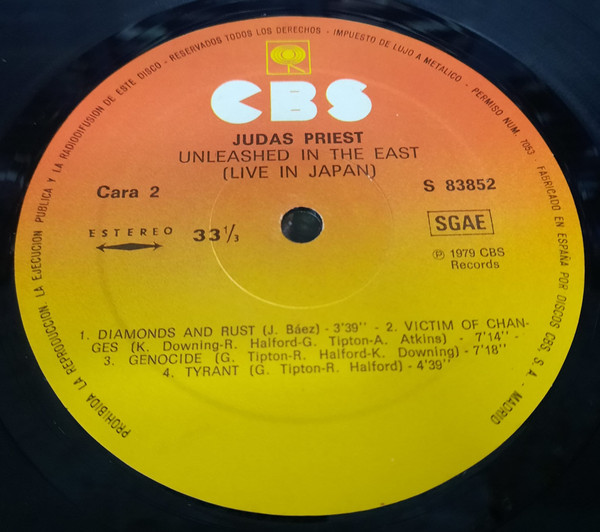 PROHIBIDA LA REPRODUCCION, LA EJECUCION PUBLICA Y LA RADIODIFUSION DE ESTE DISCO - RESERVADOS TODOS LOS DERECHOS - IMPUESTO DE LUJO A METALICO - PERMISO NUM. 7053 FABRICADO EN ESPAÑA POR DISCOS CBS, S. A. - MADRID
CBS
JUDAS PRIEST
UNLEASHED IN THE EAST
(LIVE IN JAPAN)
Cara 2
S 83852
ESTEREO
33 1/3
SGAE
Ⓟ 1979 CBS
Records
1. DIAMONDS AND RUST (J. Báez) - 3'39" - 2. VICTIM OF CHAN-
GES (K. Downing-R. Halford-G. Tipton-A. Atkins) - 7'14" -
3. GENOCIDE (G. Tipton-R. Halford-K. Downing) - 7'18"
4. TYRANT (G. Tipton-R. Halford) - 4'39"